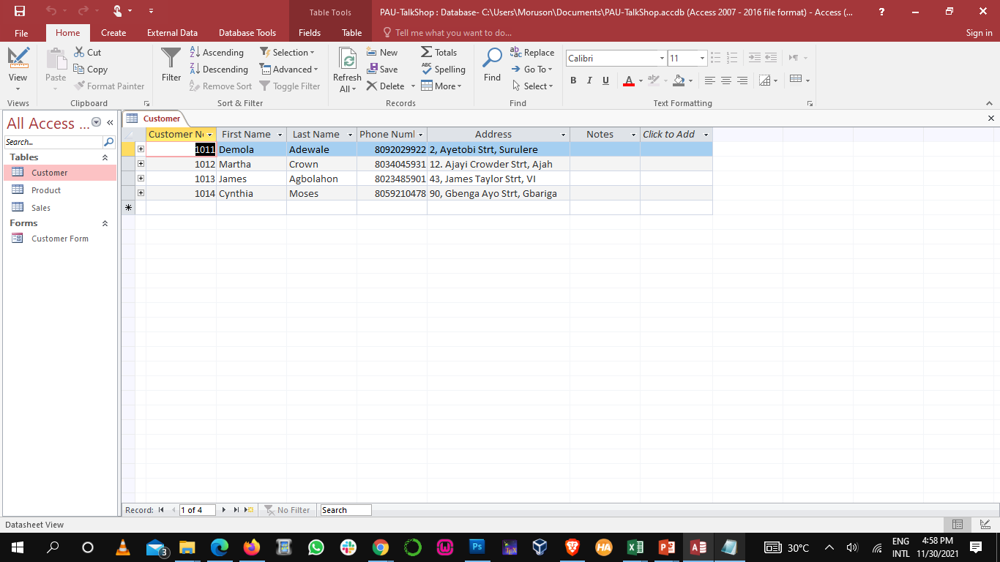 Table Tools
PAU-TalkShop : Database- C:\Users\Moruson\Documents\PAU-TalkShop.accdb (Access 2007 - 2016 file format) - Access (...
?
File Home Create External Data Database Tools Fields Table Tell me what you want to do... Sign in
View
Views
Paste
Cut
Copy
Format Painter
Clipboard
Filter
Ascending
Descending
Remove Sort
Selection
Advanced
Toggle Filter
Sort & Filter
Refresh
All
New
Save
Delete
Totals
Spelling
More
Records
Find
Replace
Go To
Select
Find
Calibri 11
B I U A ab
Text Formatting
All Access ...
Search...
Tables
Customer
Product
Sales
Forms
Customer Form
Customer
Customer No First Name Last Name Phone Numl Address Notes Click to Add
1011 Demola Adewale 8092029922 2, Ayetobi Strt, Surulere
1012 Martha Crown 8034045931 12. Ajayi Crowder Strt, Ajah
1013 James Agbolahon 8023485901 43, James Taylor Strt, VI
1014 Cynthia Moses 8059210478 90, Gbenga Ayo Strt, Gbariga
Record: 1 of 4 No Filter Search
Datasheet View
3
W
Ps
HA
30°C
ENG
INTL
4:58 PM
11/30/2021